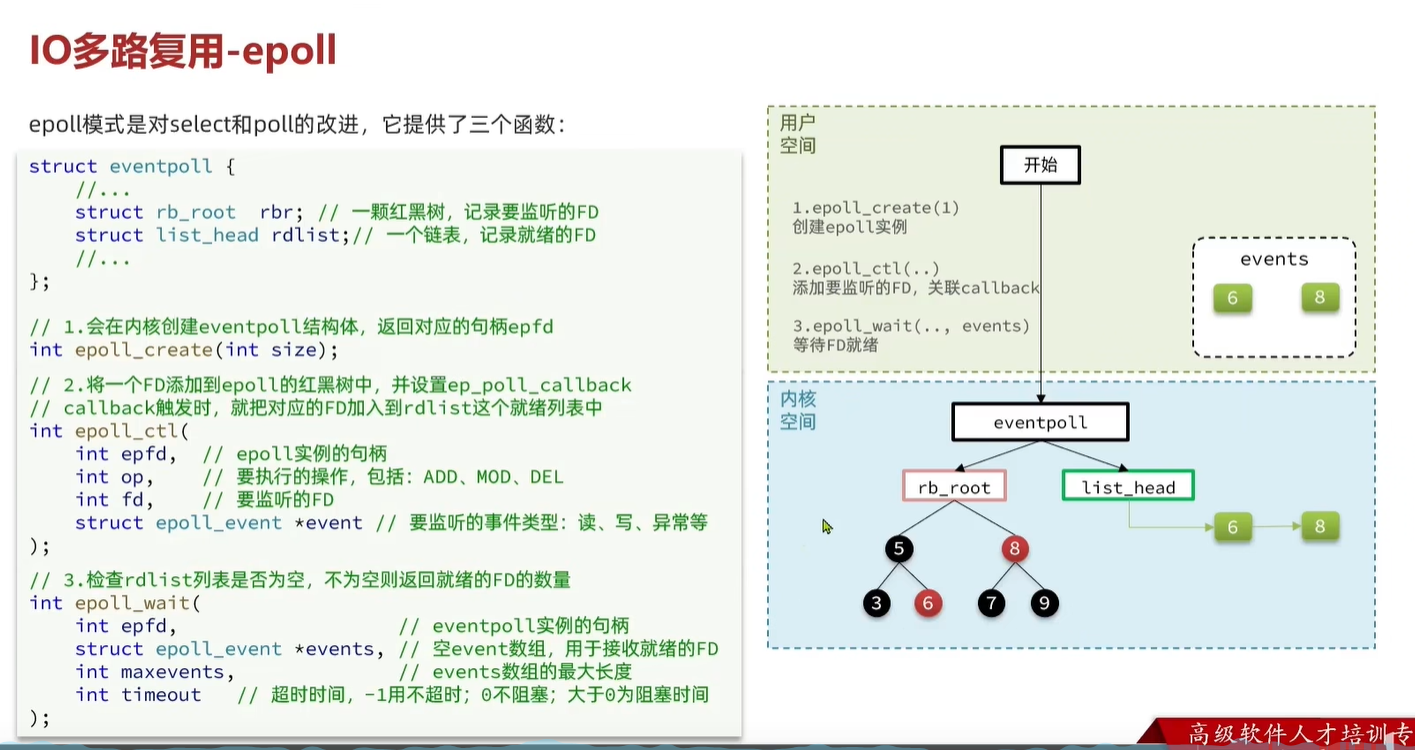 IO多路复用-epoll
epoll模式是对select和poll的改进，它提供了三个函数：
struct eventpoll {
//...
struct rb_root  rbr; // 一颗红黑树，记录要监听的FD
struct list_head rdlist;// 一个链表，记录就绪的FD
//...
};
// 1.会在内核创建eventpoll结构体，返回对应的句柄epfd
int epoll_create(int size);
// 2.将一个FD添加到epoll的红黑树中，并设置ep_poll_callback
// callback触发时，就把对应的FD加入到rdlist这个就绪列表中
int epoll_ctl(
int epfd,  // epoll实例的句柄
int op,    // 要执行的操作，包括：ADD、MOD、DEL
int fd,    // 要监听的FD
struct epoll_event *event // 要监听的事件类型：读、写、异常等
);
// 3.检查rdlist列表是否为空，不为空则返回就绪的FD的数量
int epoll_wait(
int epfd,                   // eventpoll实例的句柄
struct epoll_event *events, // 空event数组，用于接收就绪的FD
int maxevents,              // events数组的最大长度
int timeout   // 超时时间，-1用不超时；0不阻塞；大于0为阻塞时间
);
用户
空间
开始
1.epoll_create(1)
创建epoll实例
2.epoll_ctl(..)
添加要监听的FD，关联callback
3.epoll_wait(.., events)
等待FD就绪
events
6 8
内核
空间
eventpoll
rb_root list_head
6 8
5 8
3 6 7 9
高级软件人才培训专